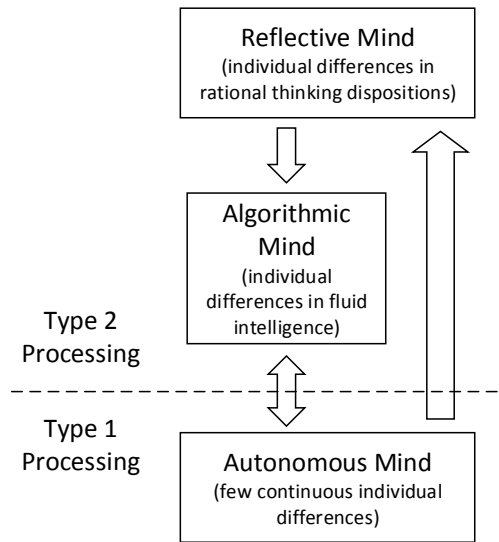 Reflective Mind
(individual differences in
rational thinking dispositions)
Algorithmic
Mind
(individual
differences in fluid
intelligence)
Type 2
Processing
Type 1
Processing
Autonomous Mind
(few continuous individual
differences)